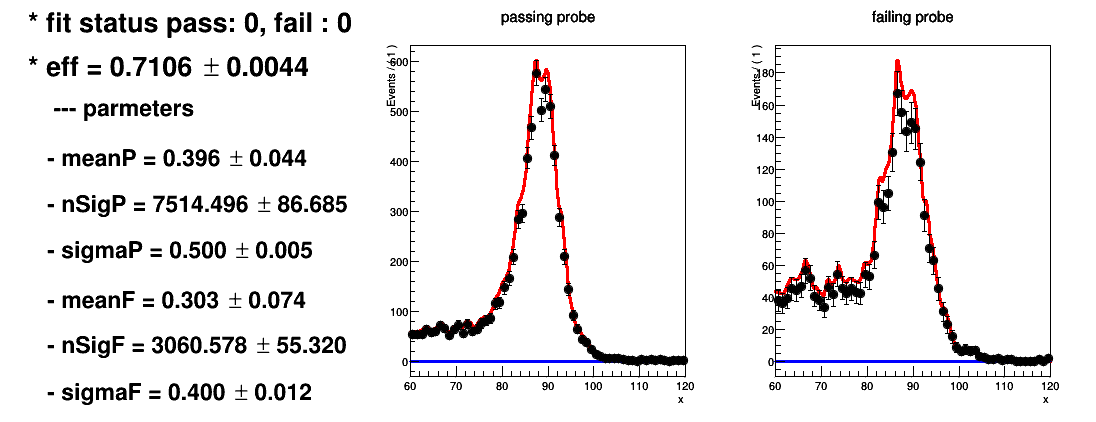 * fit status pass: 0, fail : 0
* eff = 0.7106 ± 0.0044
--- parmeters
- meanP = 0.396 ± 0.044
- nSigP = 7514.496 ± 86.685
- sigmaP = 0.500 ± 0.005
- meanF = 0.303 ± 0.074
- nSigF = 3060.578 ± 55.320
- sigmaF = 0.400 ± 0.012
passing probe
Events / ( 1 )
600
500
400
300
200
100
0
60 70 80 90 100 110 120
x
failing probe
Events / ( 1 )
180
160
140
120
100
80
60
40
20
0
60 70 80 90 100 110 120
x